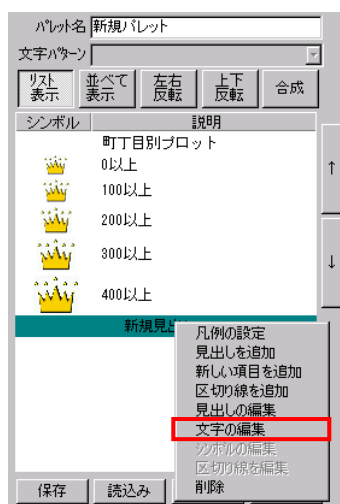 パレット名 新規パレット
文字パターン
リスト
表示
並べて
表示
左右
反転
上下
反転
合成
シンボル 説明
町丁目別プロット
0以上
100以上
200以上
300以上
400以上
↑
↓
新規見出
凡例の設定
見出しを追加
新しい項目を追加
区切り線を追加
見出しの編集
文字の編集
シンボルの編集
区切り線を編集
削除
保存 読込み